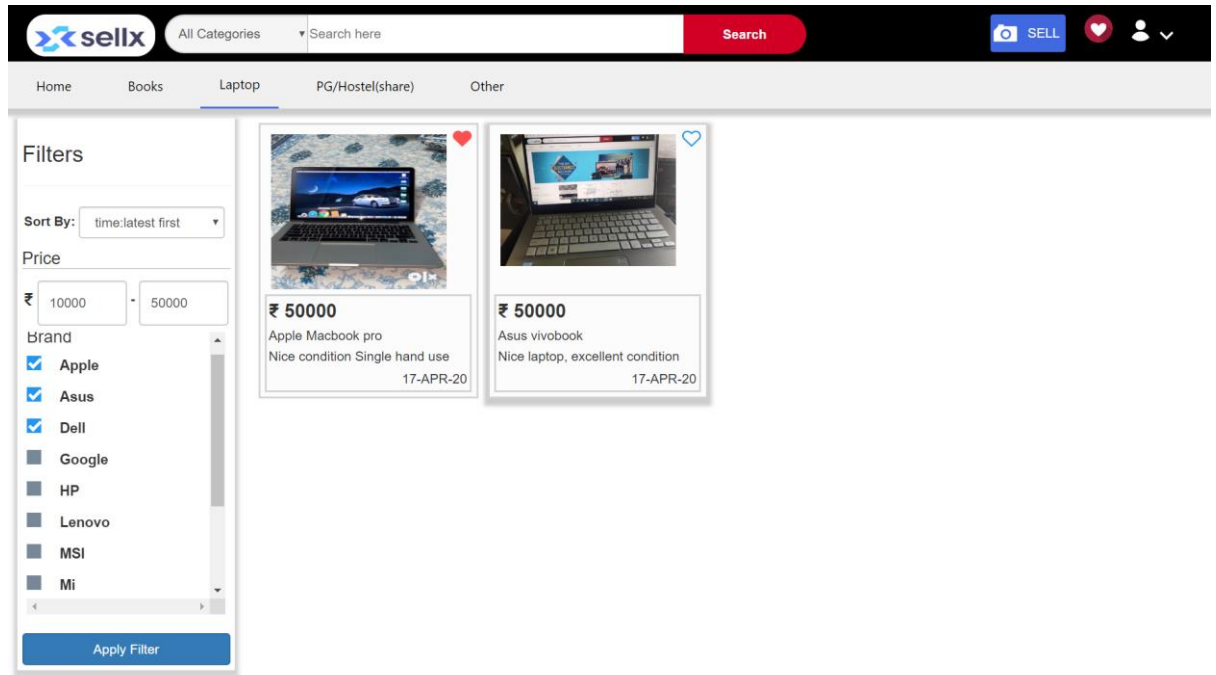 sellx
All Categories
Search here
Search
SELL
Home Books Laptop PG/Hostel(share) Other
Filters
Sort By: time:latest first
Price
₹ 10000 - 50000
Brand
Apple
Asus
Dell
Google
HP
Lenovo
MSI
Mi
Apply Filter
olx
₹ 50000
Apple Macbook pro
Nice condition Single hand use
17-APR-20
₹ 50000
Asus vivobook
Nice laptop, excellent condition
17-APR-20